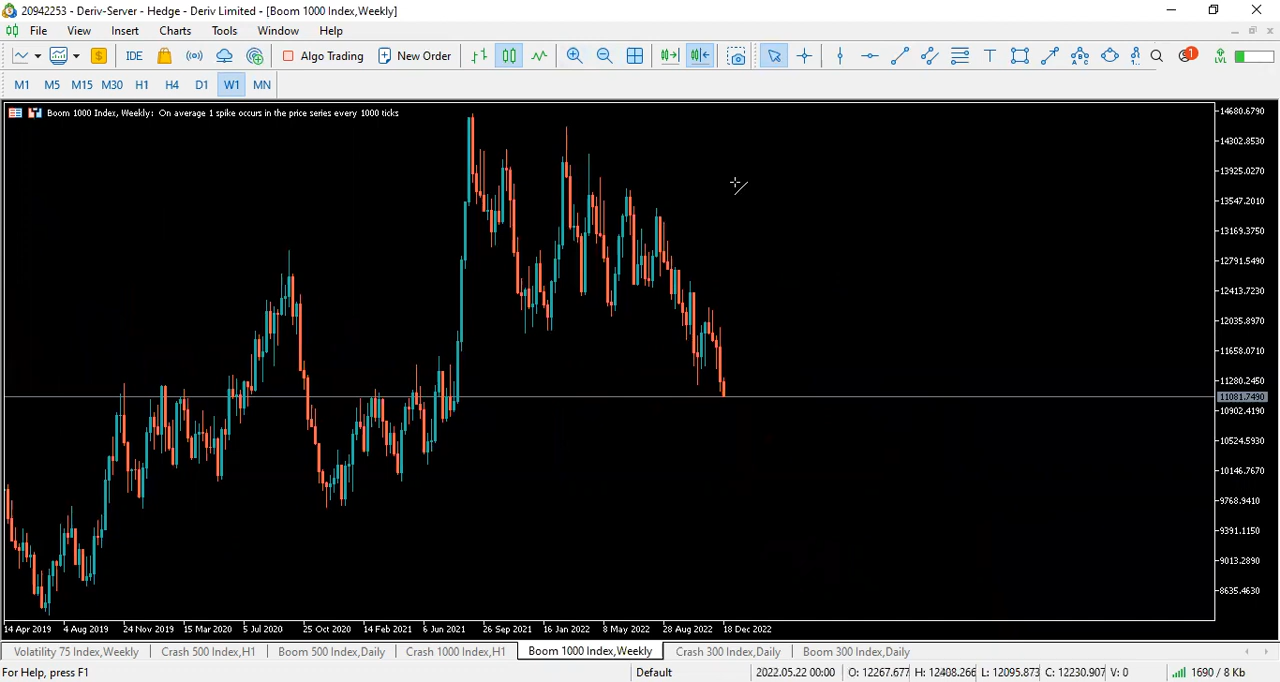 20942253 - Deriv-Server - Hedge - Deriv Limited - [Boom 1000 Index,Weekly]
File View Insert Charts Tools Window Help
IDE Algo Trading New Order 1 LVL
M1 M5 M15 M30 H1 H4 D1 W1 MN
Boom 1000 Index, Weekly: On average 1 spike occurs in the price series every 1000 ticks
14680.6790
14302.8530
13925.0270
13547.2010
13169.3750
12791.5490
12413.7230
12035.8970
11658.0710
11280.2450
11081.7490
10902.4190
10524.5930
10146.7670
9768.9410
9391.1150
9013.2890
8635.4630
14 Apr 2019 4 Aug 2019 24 Nov 2019 15 Mar 2020 5 Jul 2020 25 Oct 2020 14 Feb 2021 6 Jun 2021 26 Sep 2021 16 Jan 2022 8 May 2022 28 Aug 2022 18 Dec 2022
Volatility 75 Index,Weekly Crash 500 Index,H1 Boom 500 Index,Daily Crash 1000 Index,H1 Boom 1000 Index,Weekly Crash 300 Index,Daily Boom 300 Index,Daily
For Help, press F1 Default 2022.05.22 00:00 O: 12267.677 H: 12408.266 L: 12095.873 C: 12230.907 V: 0 1690 / 8 Kb